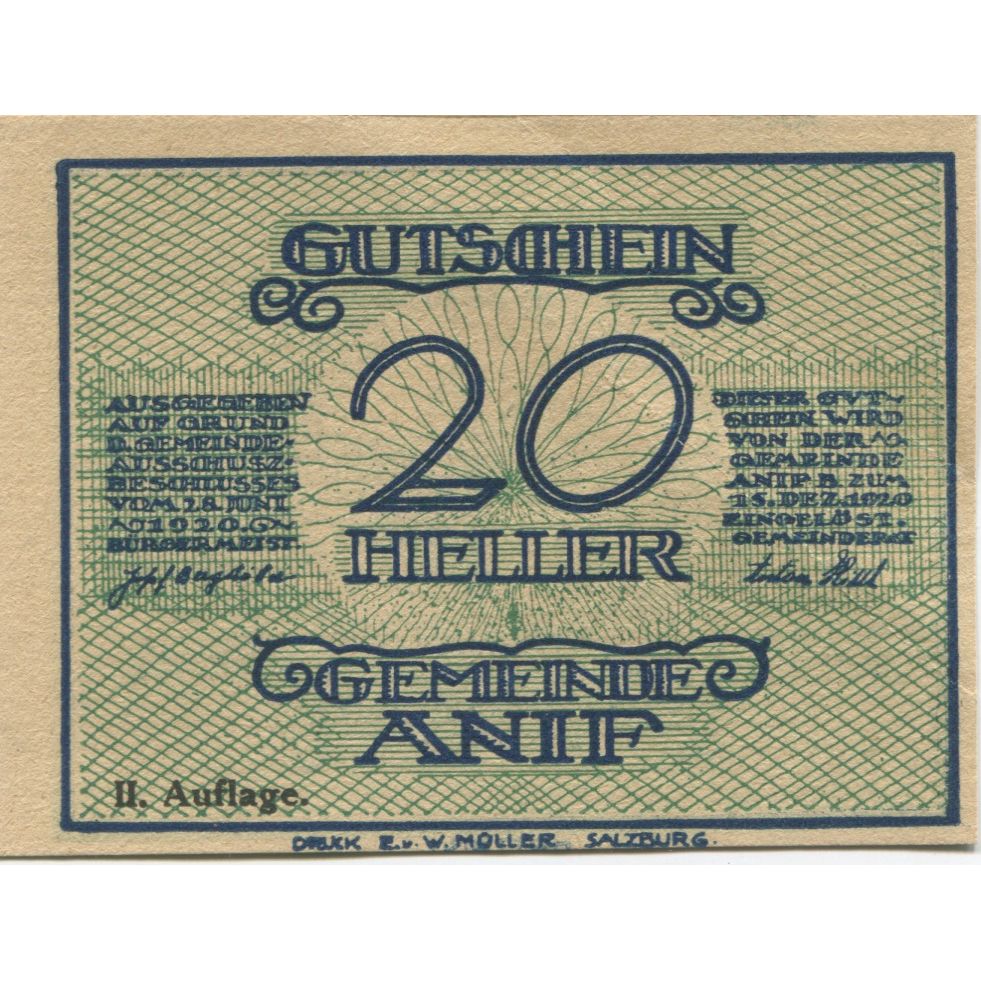 GUTSCHEIN
20
HELLER
AUSGEGEBEN
AUF GRUND
D. GEMEINDE-
AUSSCHUSZ-
BESCHLUSSES
VOM 28. JUNI
1920.
BÜRGERMEIST.
DIESER GUT-
SCHEIN WIRD
VON DER
GEMEINDE
ANIF B. ZUM
15. DEZ. 1920
EINGELÖST.
GEMEINDERAT
GEMEINDE
ANIF
II. Auflage.
DRUCK E. v. W. MÜLLER SALZBURG.